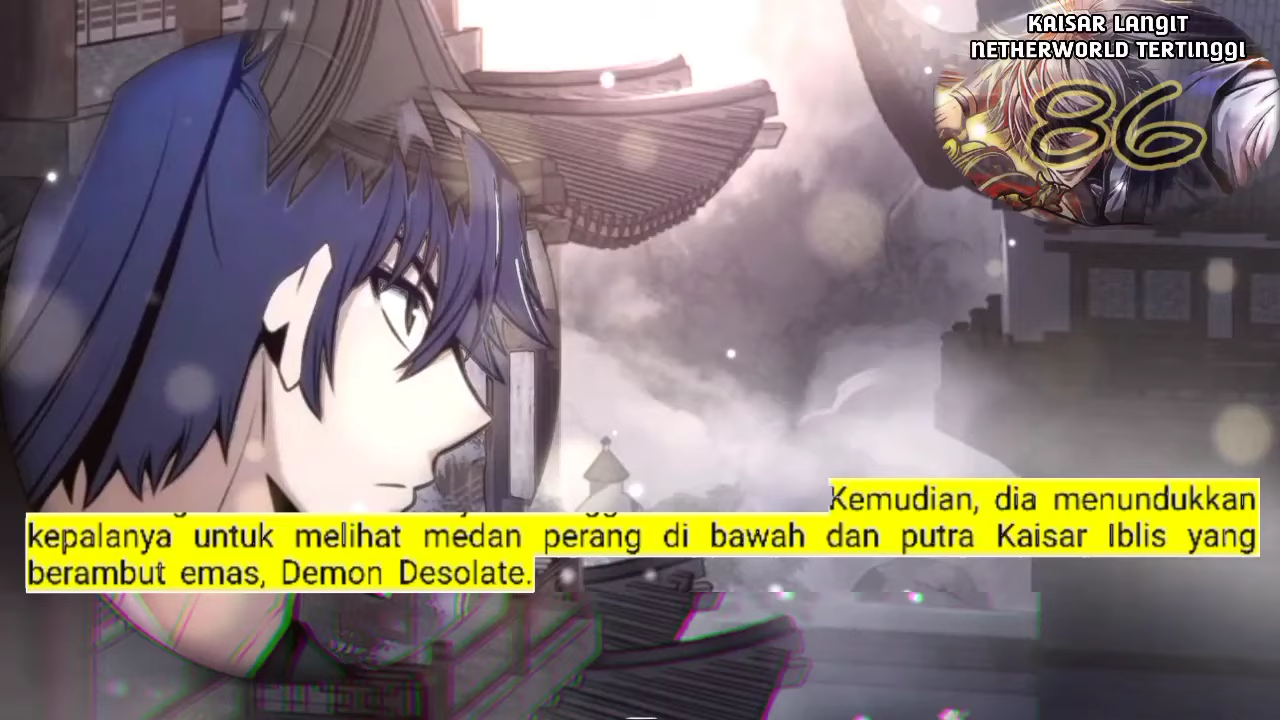 KAISAR LANGIT
NETHERWORLD TERTINGGI
86
Kemudian, dia menundukkan
kepalanya untuk melihat medan perang di bawah dan putra Kaisar Iblis yang
berambut emas, Demon Desolate.